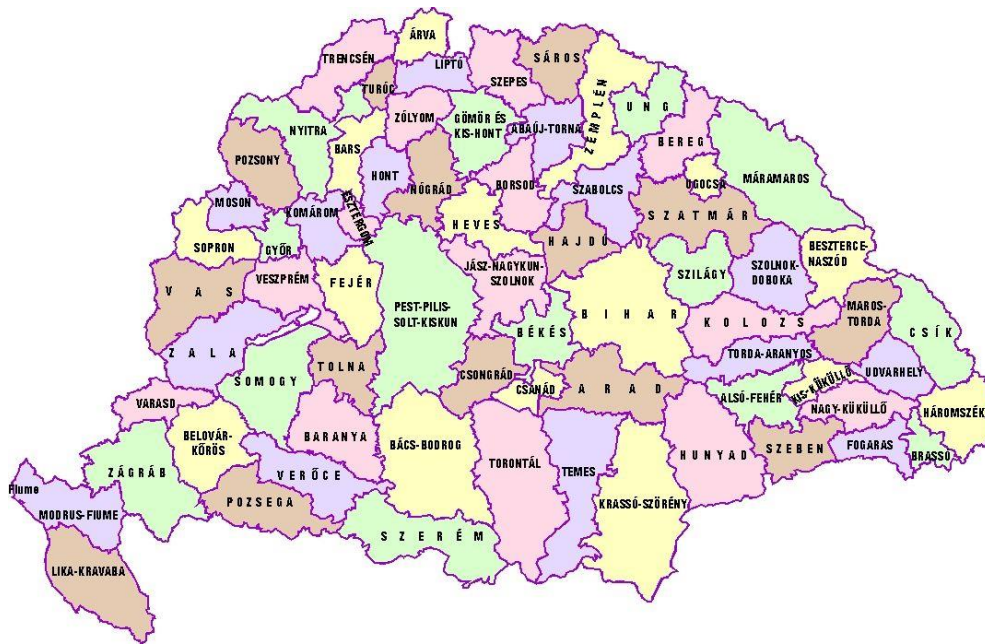 ÁRVA
TRENCSÉN
LIPTÓ
SZEPES
SÁROS
TURÓC
ZÓLYOM
GÖMÖR ÉS
KIS-HONT
ABAÚJ-TORNA
ZEMPLÉN
UNG
BEREG
NYITRA
BARS
POZSONY
HONT
NÓGRÁD
BORSOD
SZABOLCS
UGOCSA
MÁRAMAROS
MOSON
KOMÁROM
ESZTERGOM
HEVES
HAJDÚ
SZATMÁR
SOPRON
GYŐR
VESZPRÉM
FEJÉR
JÁSZ-NAGYKUN-
SZOLNOK
SZILÁGY
SZOLNOK-
DOBOKA
BESZTERCE-
NASZÓD
VAS
PEST-PILIS-
SOLT-KISKUN
BÉKÉS
BIHAR
KOLOZS
MAROS-
TORDA
CSÍK
ZALA
SOMOGY
TOLNA
CSONGRÁD
CSANÁD
ARAD
TORDA-ARANYOS
UDVARHELY
ALSÓ-FEHÉR
KIS-KÜKÜLLŐ
NAGY-KÜKÜLLŐ
HÁROMSZÉK
VARASD
BELOVÁR-
KŐRÖS
BARANYA
BÁCS-BODROG
TORONTÁL
TEMES
HUNYAD
SZEBEN
FOGARAS
BRASSÓ
ZÁGRÁB
VERŐCE
POZSEGA
KRASSÓ-SZÖRÉNY
Fiume
MODRUS-FIUME
SZERÉM
LIKA-KRAVABA